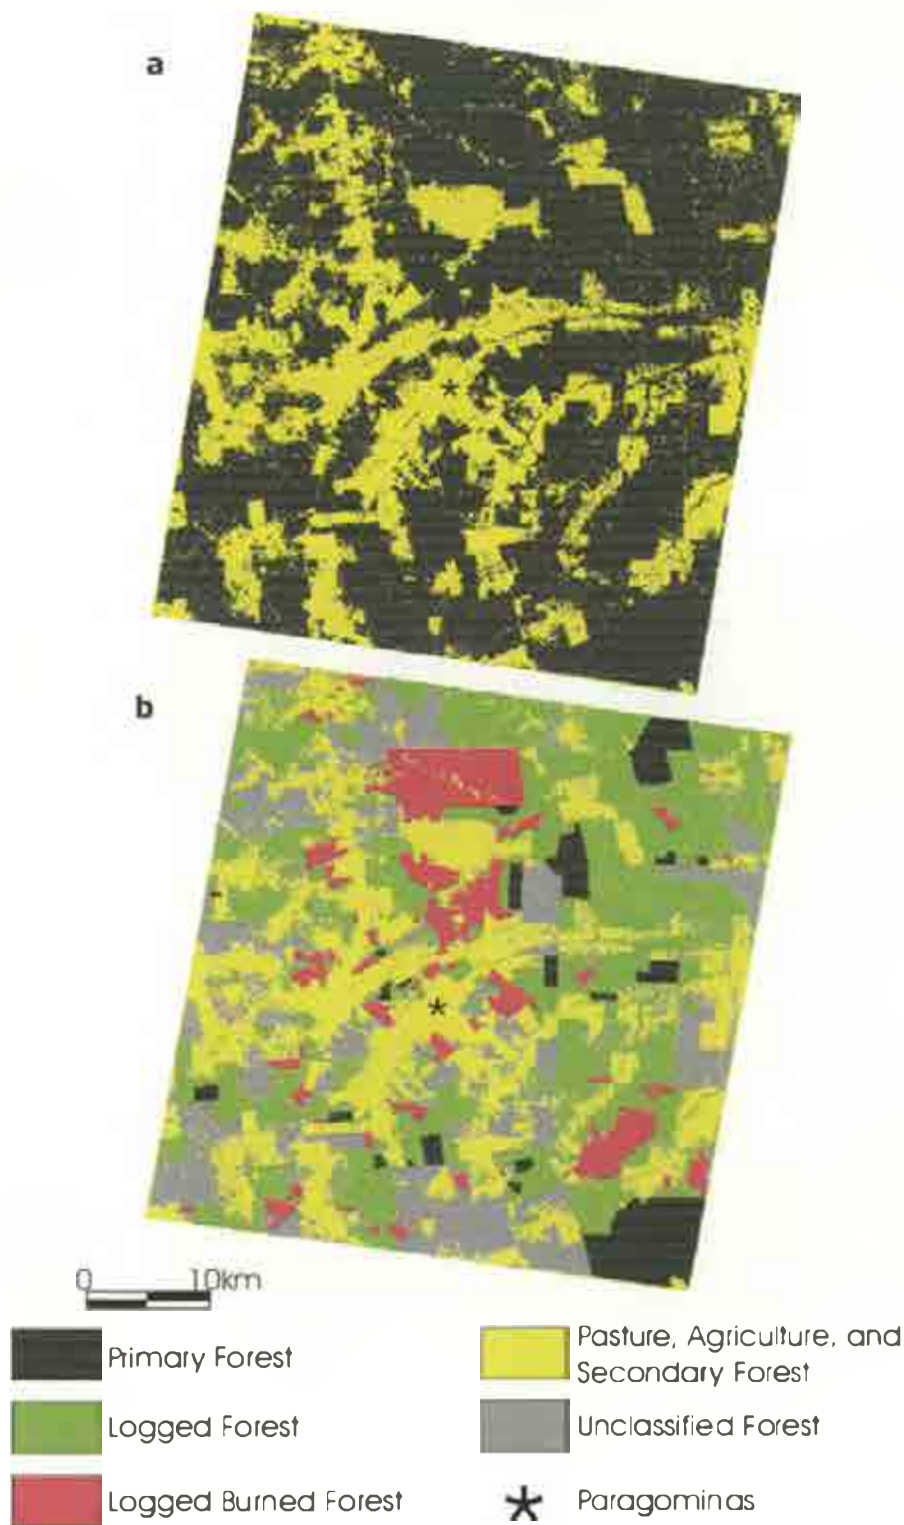 a
*
b
*
0 10km
Primary Forest
Pasture, Agriculture, and
Secondary Forest
Logged Forest
Unclassified Forest
Logged Burned Forest
* Paragominas